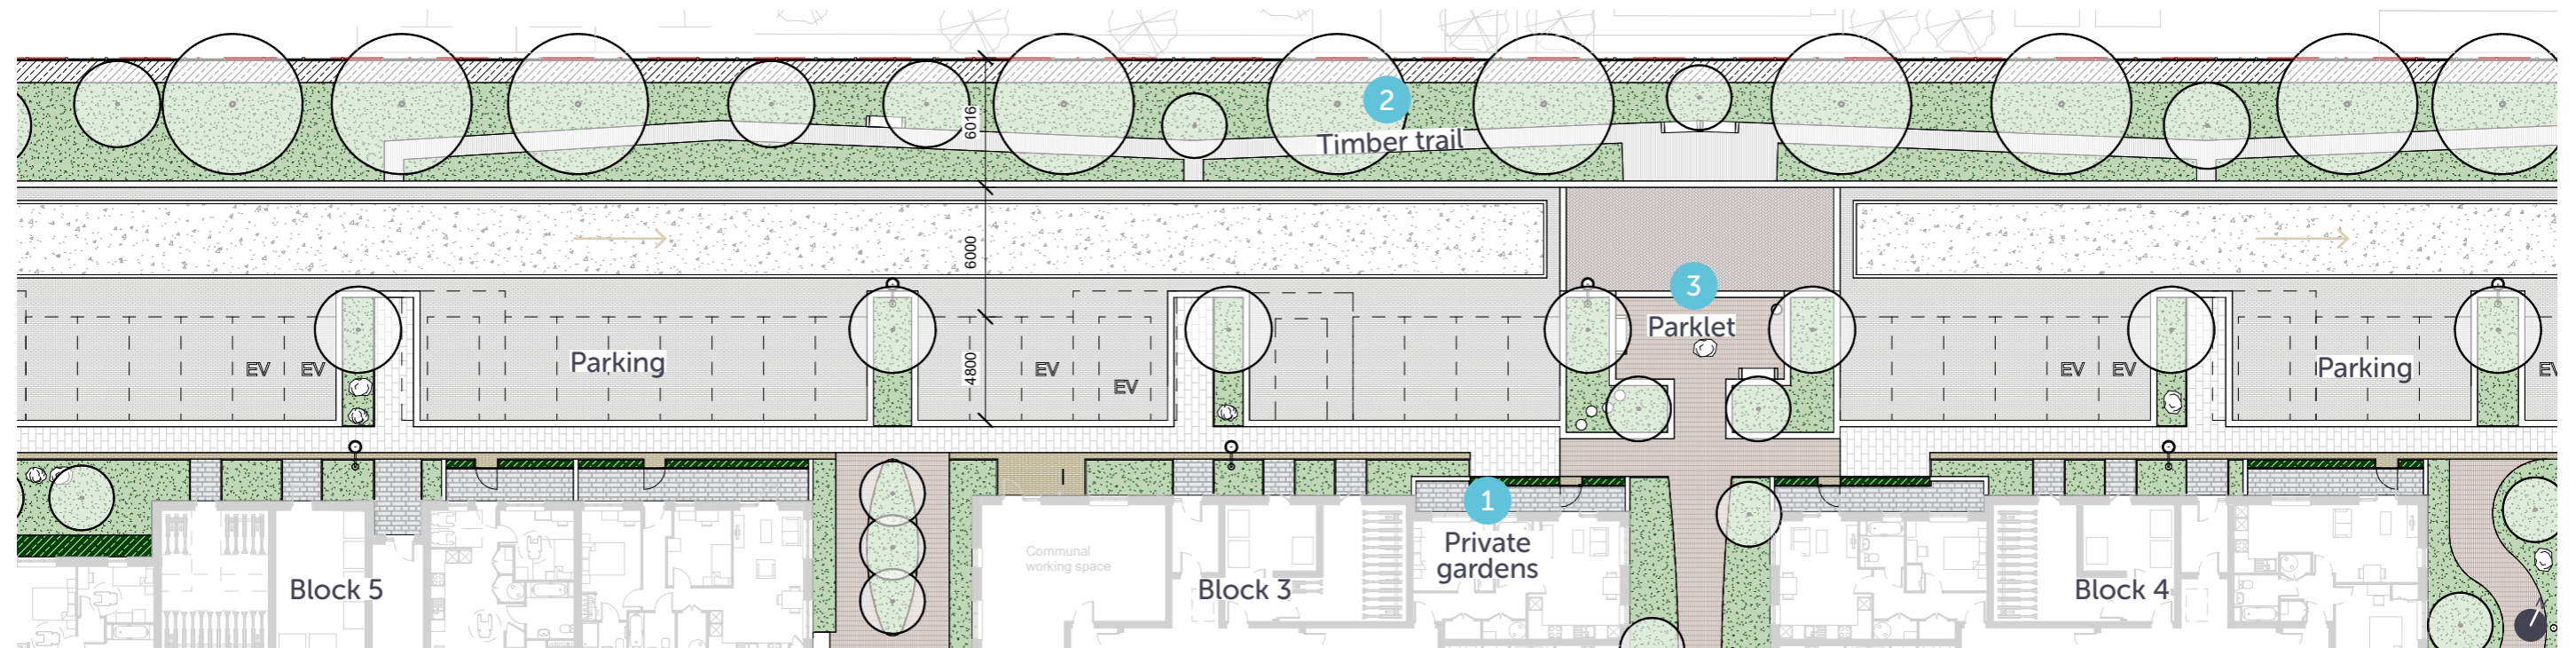 2
Timber trail
6016
6000
3
Parklet
EV
EV
Parking
4800
EV
EV
EV
EV
Parking
EV
1
Private
gardens
Communal
working space
Block 5
Block 3
Block 4